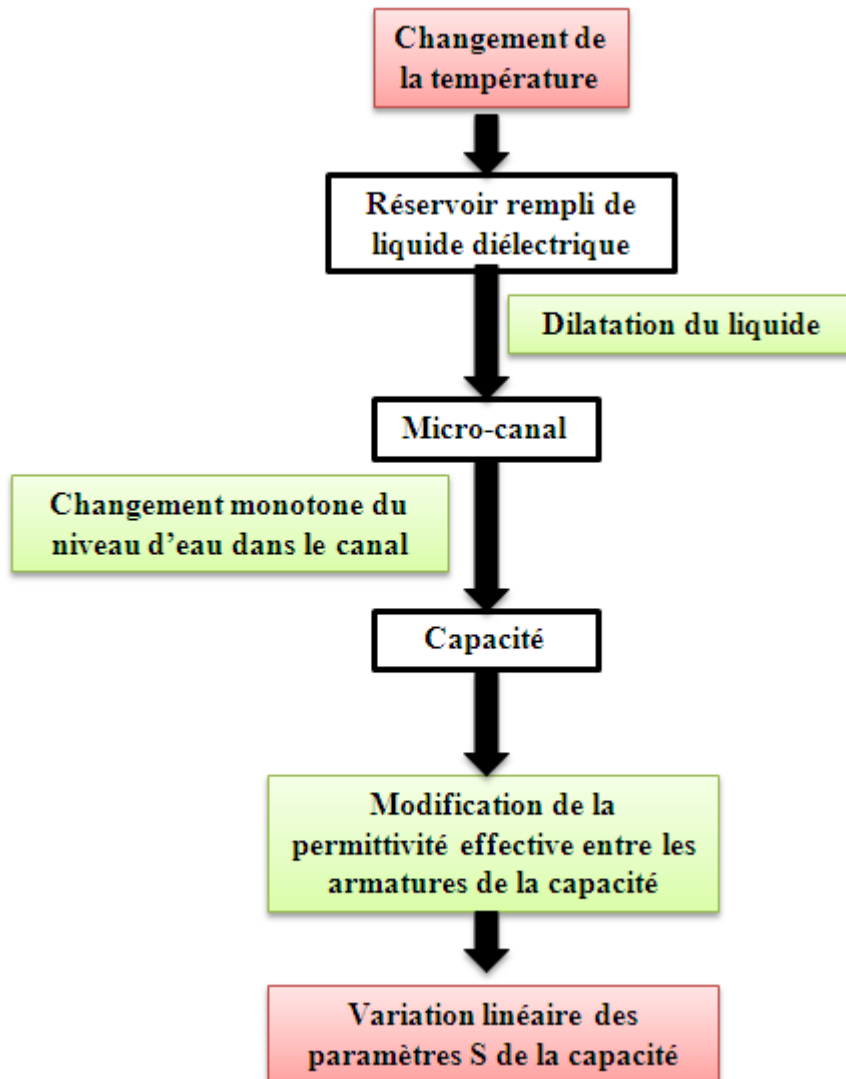 Changement de
la température
Réservoir rempli de
liquide diélectrique
Dilatation du liquide
Micro-canal
Changement monotone du
niveau d'eau dans le canal
Capacité
Modification de la
permittivité effective entre les
armatures de la capacité
Variation linéaire des
paramètres S de la capacité